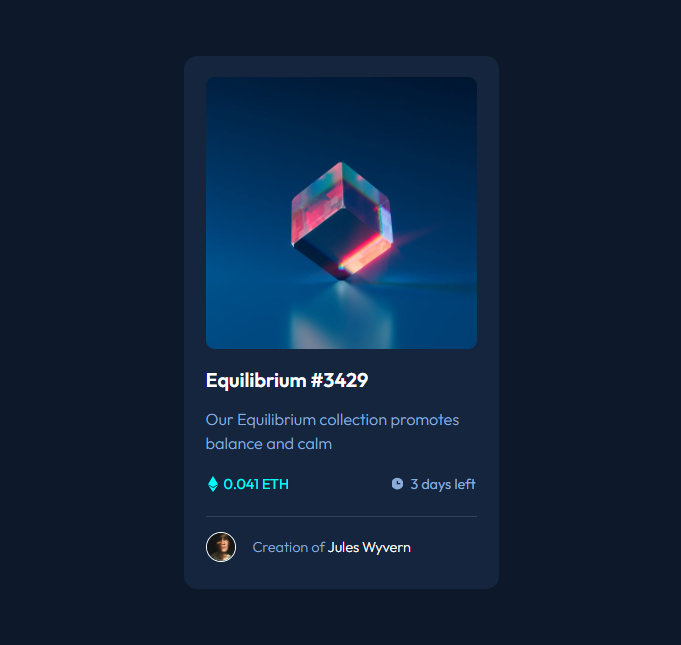 Equilibrium #3429
Our Equilibrium collection promotes
balance and calm
0.041 ETH
3 days left
Creation of Jules Wyvern